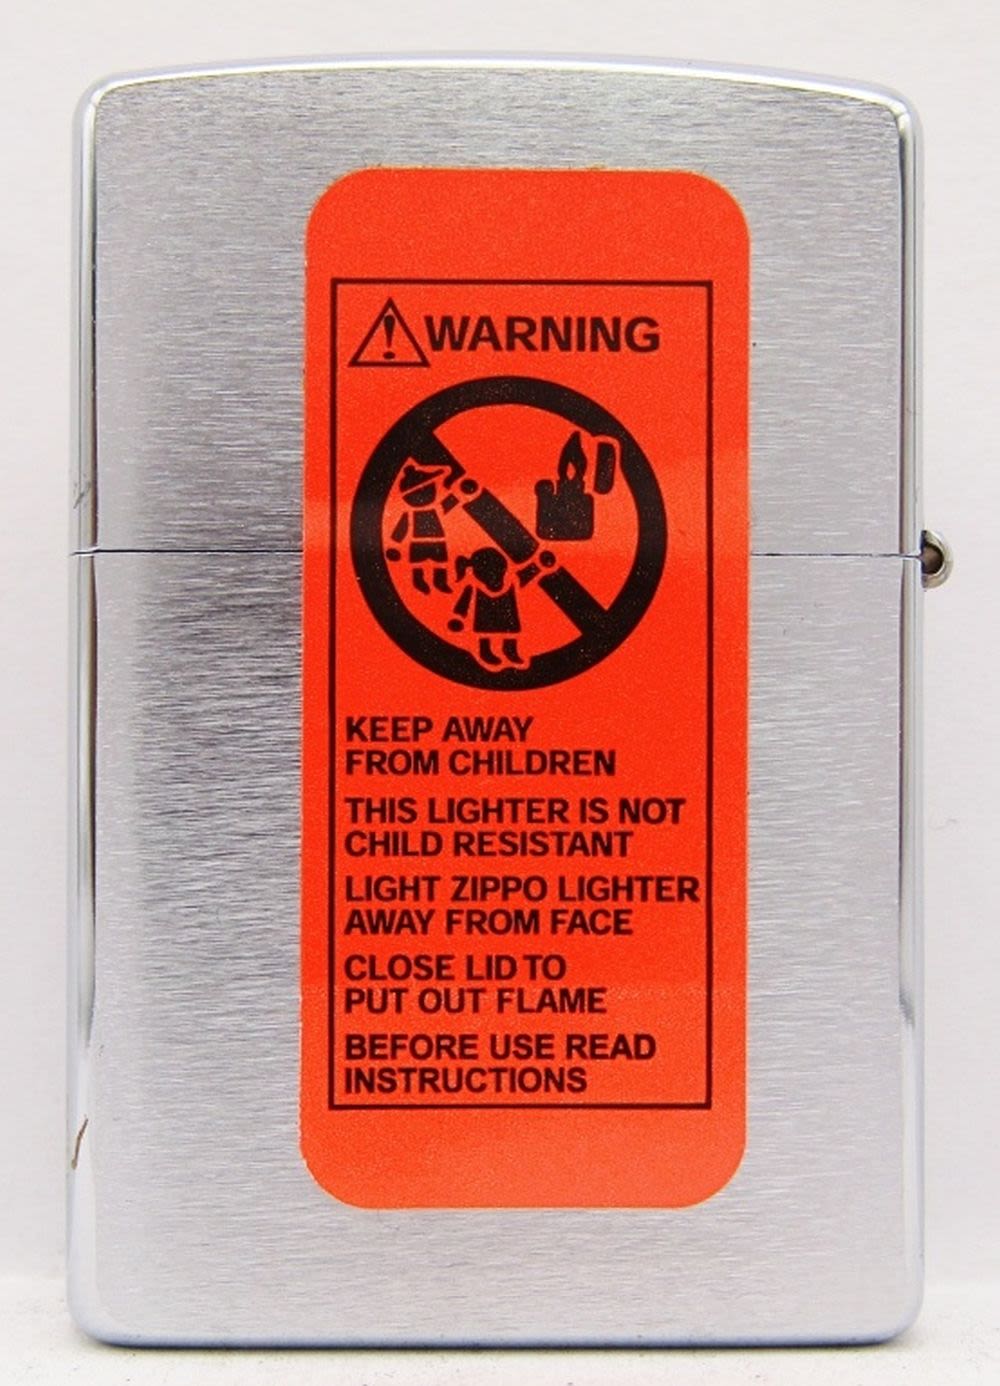 WARNING
KEEP AWAY
FROM CHILDREN
THIS LIGHTER IS NOT
CHILD RESISTANT
LIGHT ZIPPO LIGHTER
AWAY FROM FACE
CLOSE LID TO
PUT OUT FLAME
BEFORE USE READ
INSTRUCTIONS